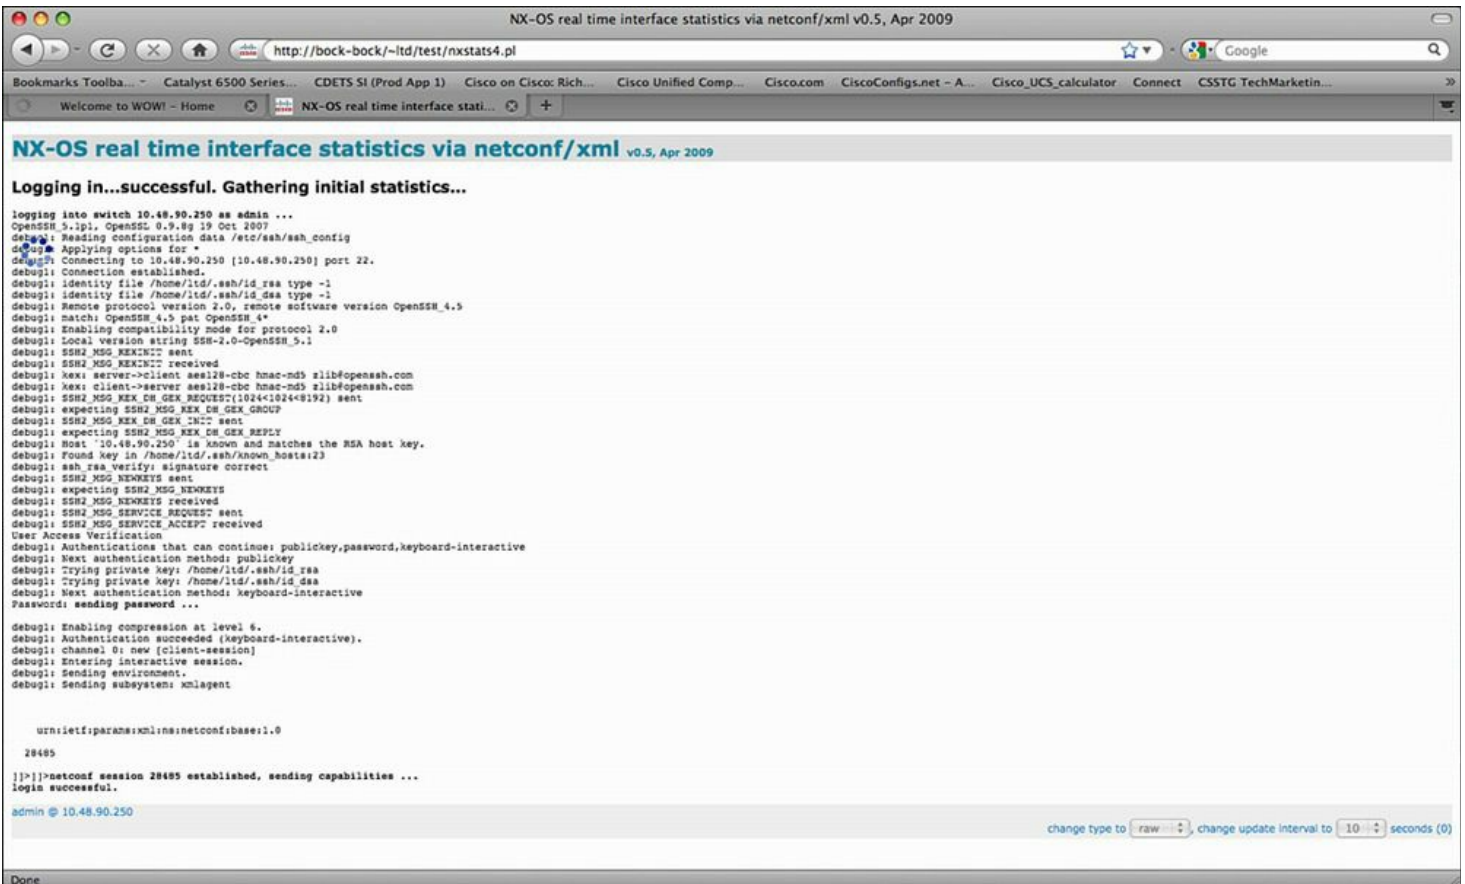 NX-OS real time interface statistics via netconf/xml v0.5, Apr 2009
http://bock-bock/~ltd/test/nxstats4.pl
Google
Bookmarks Toolba... Catalyst 6500 Series... CDETS SI (Prod App 1) Cisco on Cisco: Rich... Cisco Unified Comp... Cisco.com CiscoConfigs.net – A... Cisco_UCS_calculator Connect CSSTG TechMarketin...
Welcome to WOW! – Home NX-OS real time interface stati...
NX-OS real time interface statistics via netconf/xml v0.5, Apr 2009
Logging in...successful. Gathering initial statistics...
logging into switch 10.48.90.250 as admin ...
OpenSSH_5.1p1, OpenSSL 0.9.8g 19 Oct 2007
debug1: Reading configuration data /etc/ssh/ssh_config
debug1: Applying options for *
debug1: Connecting to 10.48.90.250 [10.48.90.250] port 22.
debug1: Connection established.
debug1: identity file /home/ltd/.ssh/id_rsa type -1
debug1: identity file /home/ltd/.ssh/id_dsa type -1
debug1: Remote protocol version 2.0, remote software version OpenSSH_4.5
debug1: match: OpenSSH_4.5 pat OpenSSH_4*
debug1: Enabling compatibility mode for protocol 2.0
debug1: Local version string SSH-2.0-OpenSSH_5.1
debug1: SSH2_MSG_KEXINIT sent
debug1: SSH2_MSG_KEXINIT received
debug1: kex: server->client aes128-cbc hmac-md5 zlib@openssh.com
debug1: kex: client->server aes128-cbc hmac-md5 zlib@openssh.com
debug1: SSH2_MSG_KEX_DH_GEX_REQUEST(1024<1024<8192) sent
debug1: expecting SSH2_MSG_KEX_DH_GEX_GROUP
debug1: SSH2_MSG_KEX_DH_GEX_INIT sent
debug1: expecting SSH2_MSG_KEX_DH_GEX_REPLY
debug1: Host '10.48.90.250' is known and matches the RSA host key.
debug1: Found key in /home/ltd/.ssh/known_hosts:23
debug1: ssh_rsa_verify: signature correct
debug1: SSH2_MSG_NEWKEYS sent
debug1: expecting SSH2_MSG_NEWKEYS
debug1: SSH2_MSG_NEWKEYS received
debug1: SSH2_MSG_SERVICE_REQUEST sent
debug1: SSH2_MSG_SERVICE_ACCEPT received
User Access Verification
debug1: Authentications that can continue: publickey,password,keyboard-interactive
debug1: Next authentication method: publickey
debug1: Trying private key: /home/ltd/.ssh/id_rsa
debug1: Trying private key: /home/ltd/.ssh/id_dsa
debug1: Next authentication method: keyboard-interactive
Password: sending password ...
debug1: Enabling compression at level 6.
debug1: Authentication succeeded (keyboard-interactive).
debug1: channel 0: new [client-session]
debug1: Entering interactive session.
debug1: Sending environment.
debug1: Sending subsystem: xmlagent
urn:ietf:params:xml:ns:netconf:base:1.0
28485
]]>]]>netconf session 28485 established, sending capabilities ...
login successful.
admin @ 10.48.90.250
change type to raw , change update interval to 10 seconds (0)
Done